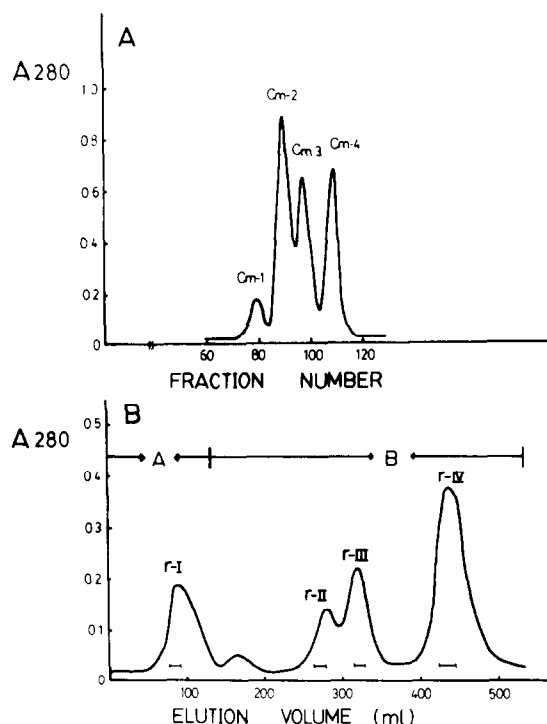 A
A280
1.0
0.8
0.6
0.4
0.2
0
Cm-1
Cm-2
Cm3
Cm-4
60 80 100 120
FRACTION NUMBER
B
A280
0.5
0.4
0.3
0.2
0.1
0
A
B
r-I
r-II
r-III
r-IV
100 200 300 400 500
ELUTION VOLUME (mL)